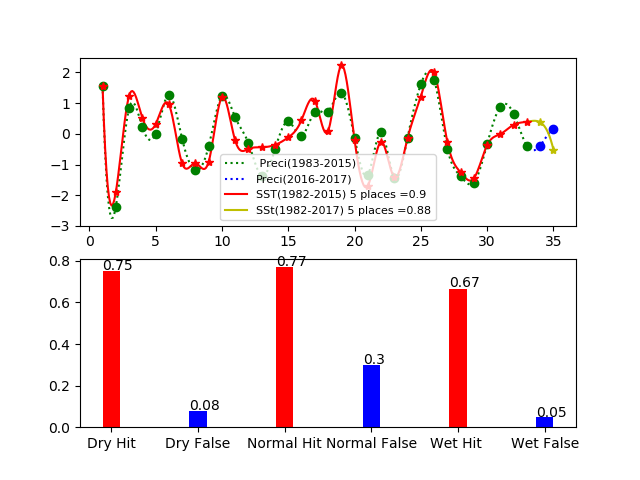 2
1
0
−1
−2
−3
Preci(1983-2015)
Preci(2016-2017)
SST(1982-2015) 5 places =0.9
SSt(1982-2017) 5 places =0.88
0 5 10 15 20 25 30 35
0.8
0.6
0.4
0.2
0.0
0.75
0.08
0.77
0.3
0.67
0.05
Dry Hit Dry False Normal Hit Normal False Wet Hit Wet False